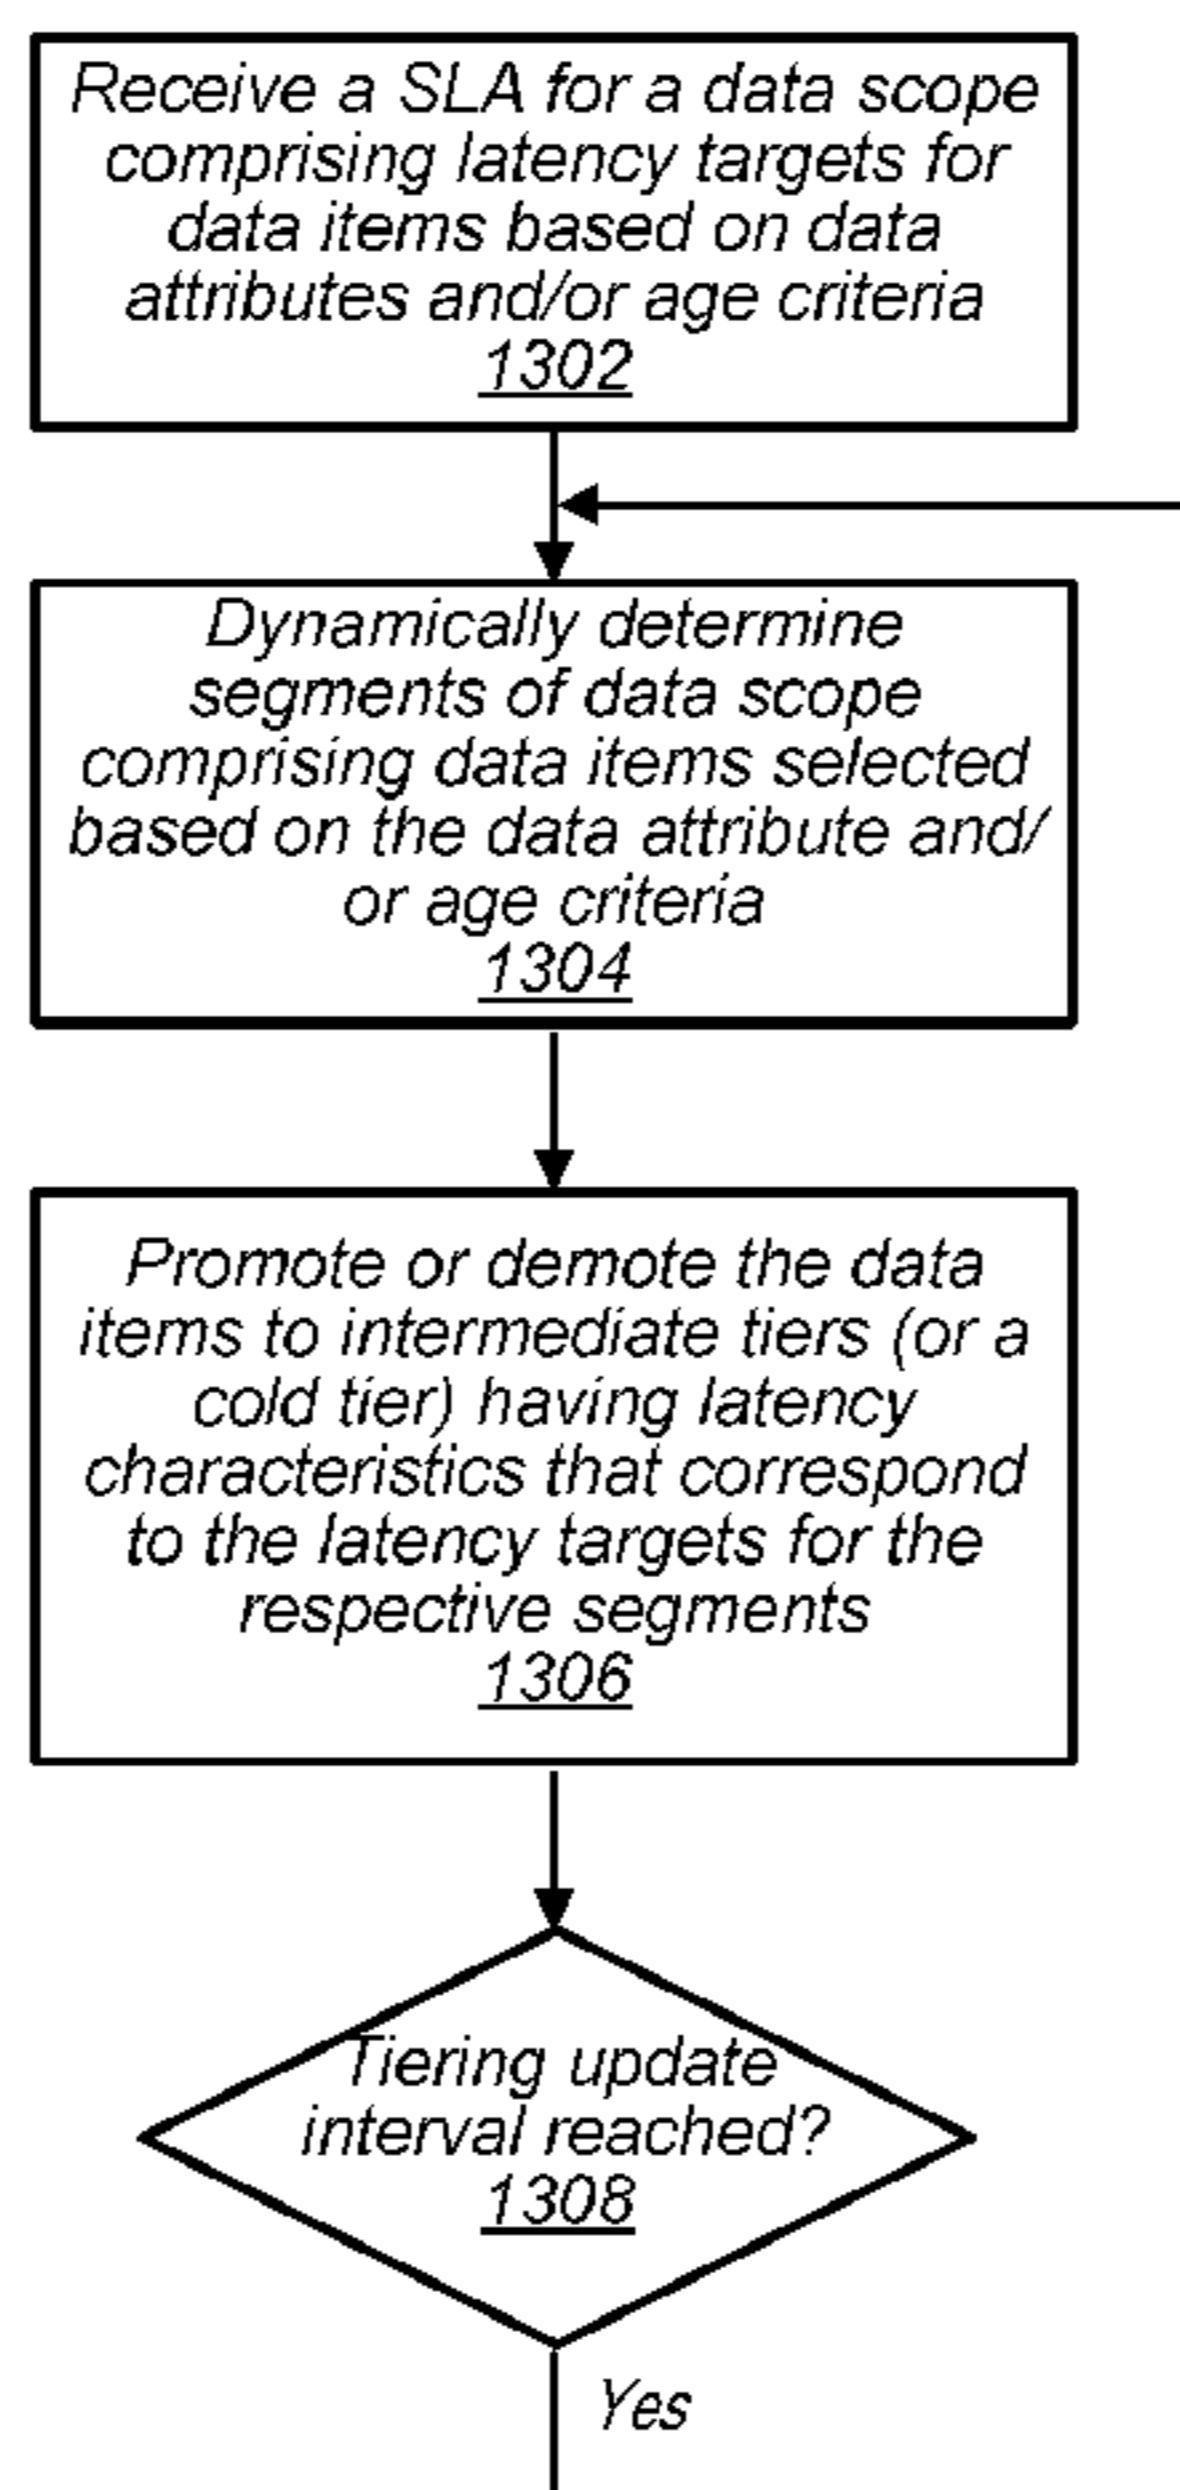 Receive a SLA for a data scope
comprising latency targets for
data items based on data
attributes and/or age criteria
1302
Dynamically determine
segments of data scope
comprising data items selected
based on the data attribute and/
or age criteria
1304
Promote or demote the data
items to intermediate tiers (or a
cold tier) having latency
characteristics that correspond
to the latency targets for the
respective segments
1306
Tiering update
interval reached?
1308
Yes